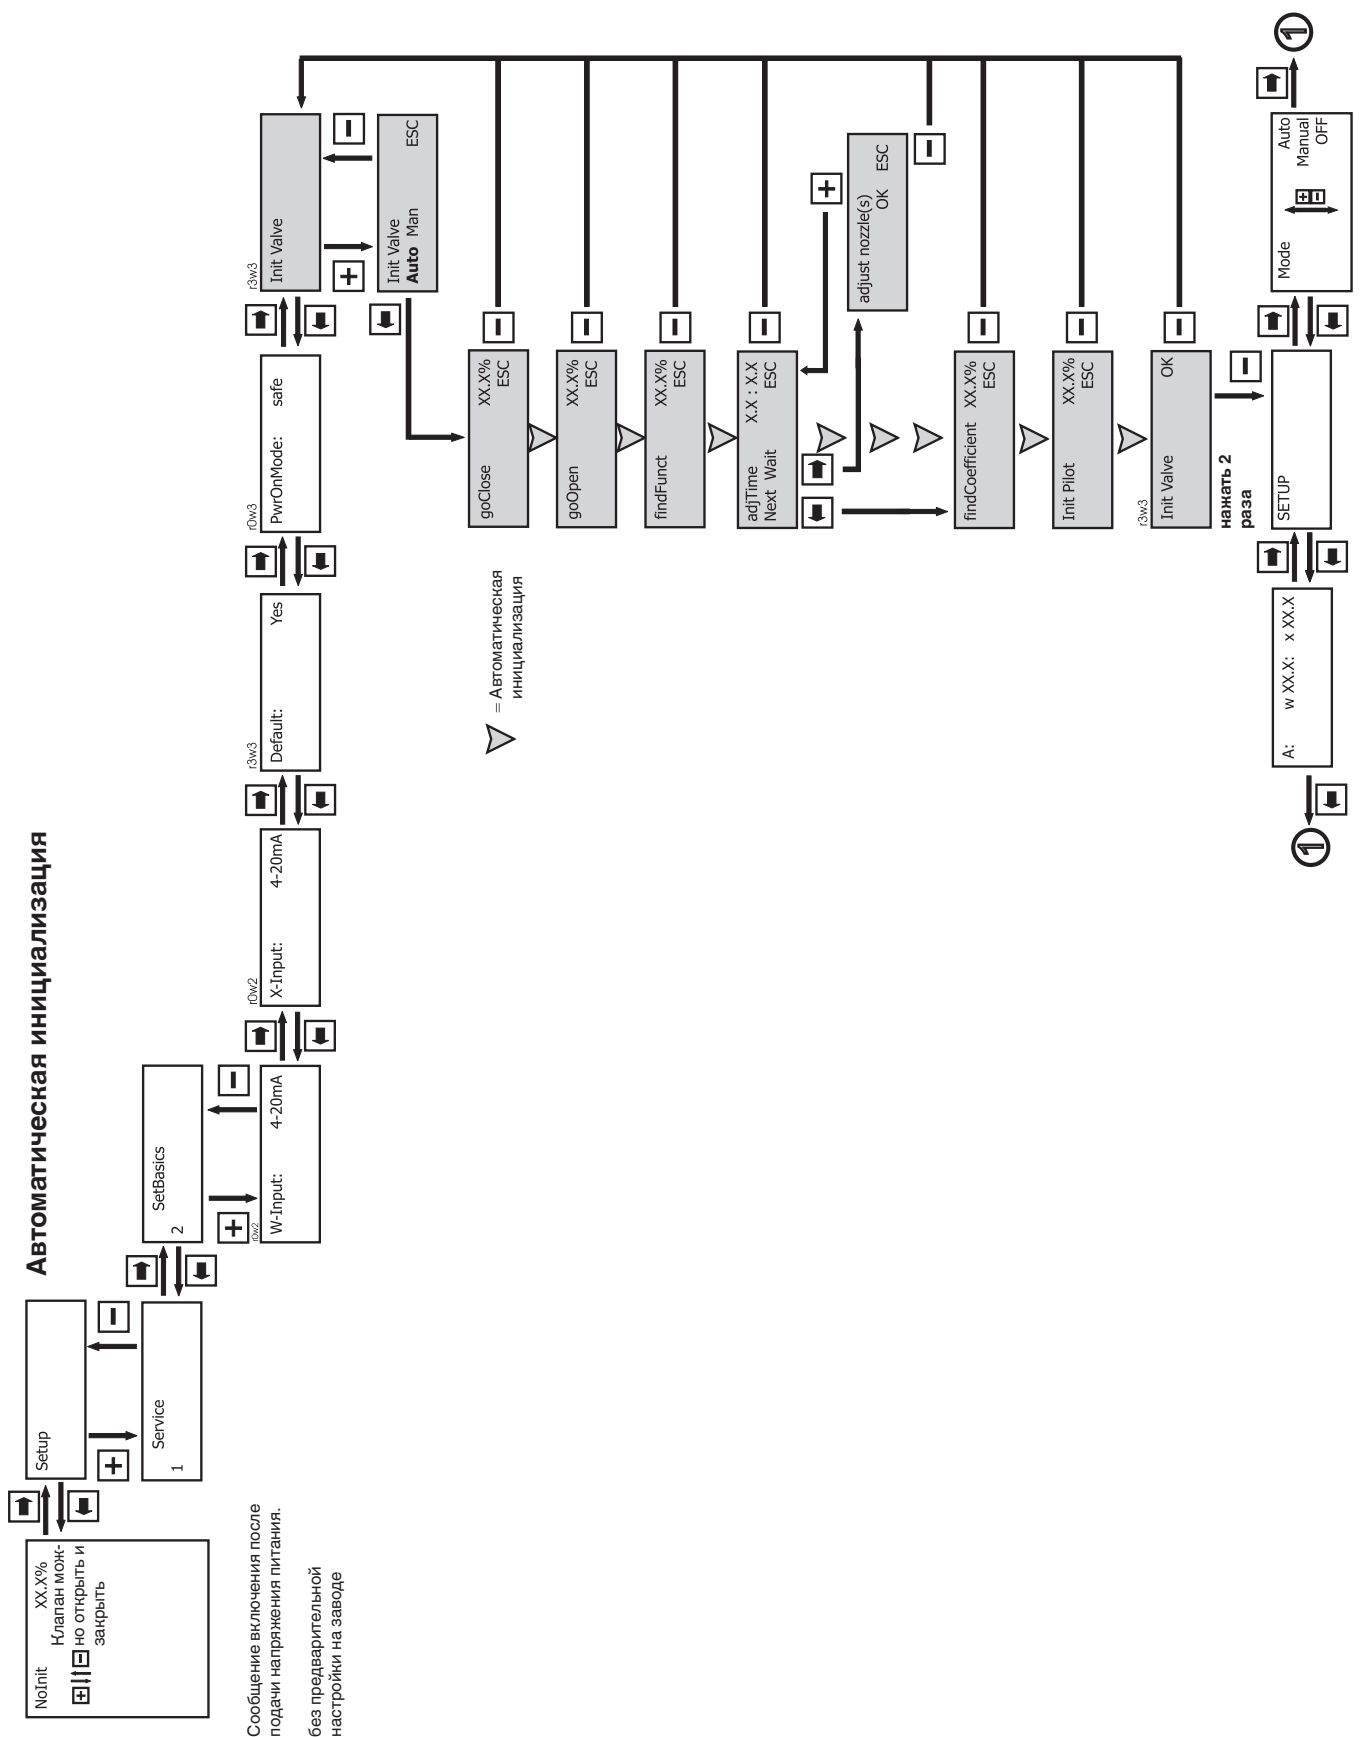 Автоматическая инициализация
NoInit XX.X%
Клапан мож-
+ − но открыть и
закрыть
Сообщение включения после
подачи напряжения питания.
без предварительной
настройки на заводе
Setup
+
−
Service
1
SetBasics
2
+
−
r0w2
W-Input: 4-20mA
r0w2
X-Input: 4-20mA
r3w3
Default: Yes
r0w3
PwrOnMode: safe
r3w3
Init Valve
+
−
Init Valve
Auto Man ESC
= Автоматическая
инициализация
goClose XX.X%
ESC
−
goOpen XX.X%
ESC
−
findFunct XX.X%
ESC
−
adjTime X.X : X.X
Next Wait ESC
−
+
adjust nozzle(s)
OK ESC
−
findCoefficient XX.X%
ESC
−
Init Pilot XX.X%
ESC
−
r3w3
Init Valve OK
−
нажать 2
раза
−
1
A: w XX.X: x XX.X
SETUP
Mode + − Auto
Manual
OFF
1